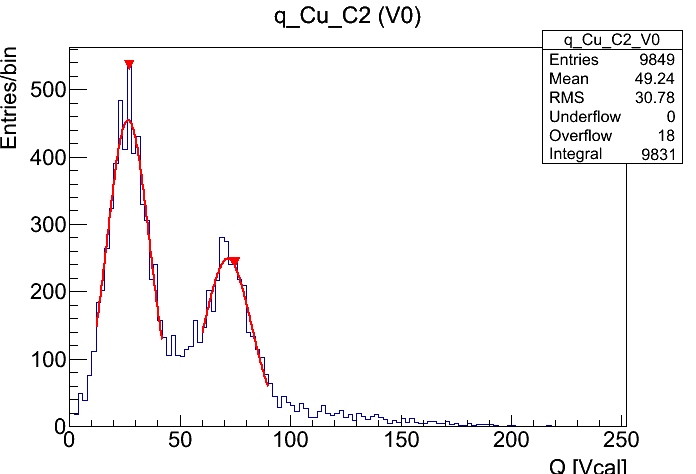 q_Cu_C2 (V0)
q_Cu_C2_V0
Entries 9849
Mean 49.24
RMS 30.78
Underflow 0
Overflow 18
Integral 9831
Entries/bin
500
400
300
200
100
0
0 50 100 150 200 250
Q [Vcal]